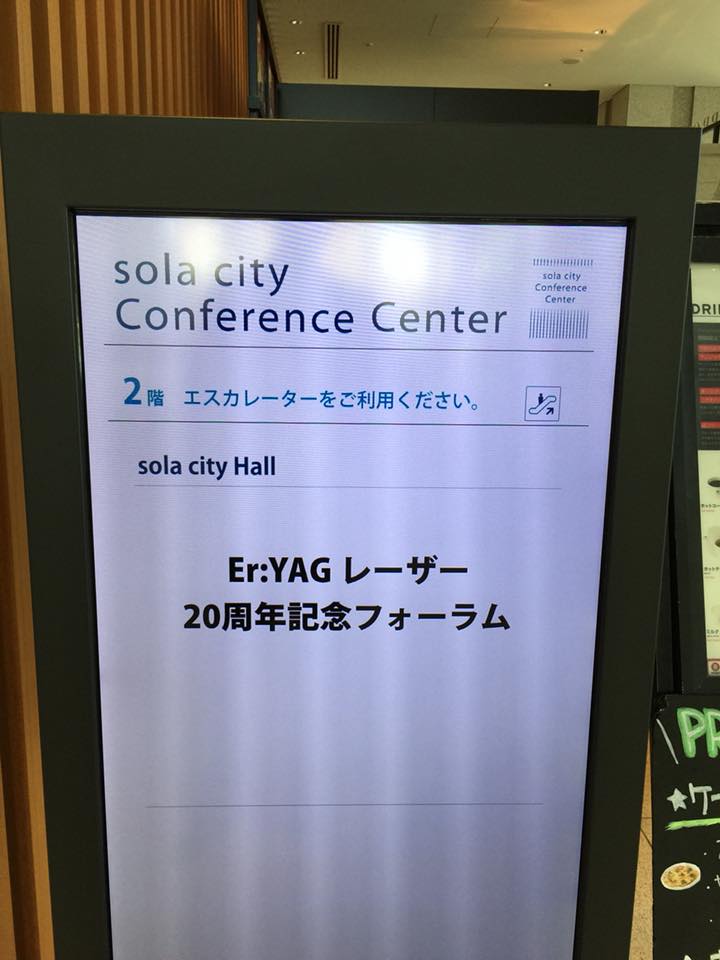 sola city
Conference Center
sola city
Conference
Center
2階 エスカレーターをご利用ください。
sola city Hall
Er:YAG レーザー
20周年記念フォーラム